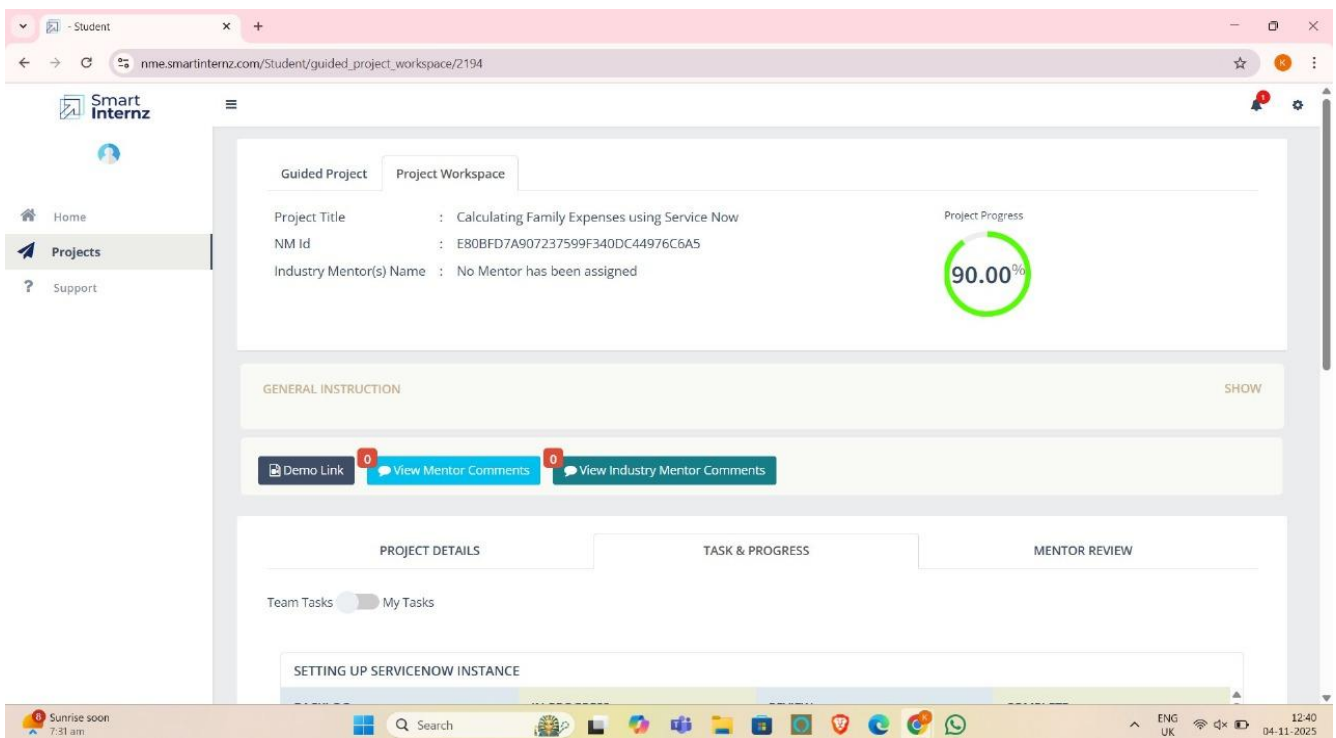 - Student
nme.smartinternz.com/Student/guided_project_workspace/2194
K
Smart
Internz
1
Home
Projects
? Support
Guided Project Project Workspace
Project Title : Calculating Family Expenses using Service Now
NM Id : E80BFD7A907237599F340DC44976C6A5
Industry Mentor(s) Name : No Mentor has been assigned
Project Progress
90.00%
GENERAL INSTRUCTION SHOW
Demo Link 0 View Mentor Comments 0 View Industry Mentor Comments
PROJECT DETAILS TASK & PROGRESS MENTOR REVIEW
Team Tasks My Tasks
SETTING UP SERVICENOW INSTANCE
8 Sunrise soon
7:31 am
Search
ENG
UK
12:40
04-11-2025